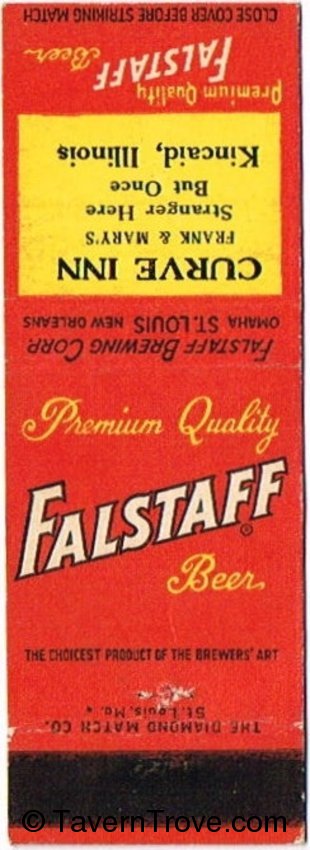 CLOSE COVER BEFORE STRIKING MATCH
Premium Quality
FALSTAFF
Beer
CURVE INN
FRANK & MARY'S
Stranger Here
But Once
Kincaid, Illinois
FALSTAFF BREWING CORP.
OMAHA ST. LOUIS NEW ORLEANS
Premium Quality
FALSTAFF®
Beer
THE CHOICEST PRODUCT OF THE BREWERS' ART
THE DIAMOND MATCH CO.
St. Louis, Mo.
© TavernTrove.com/Beer